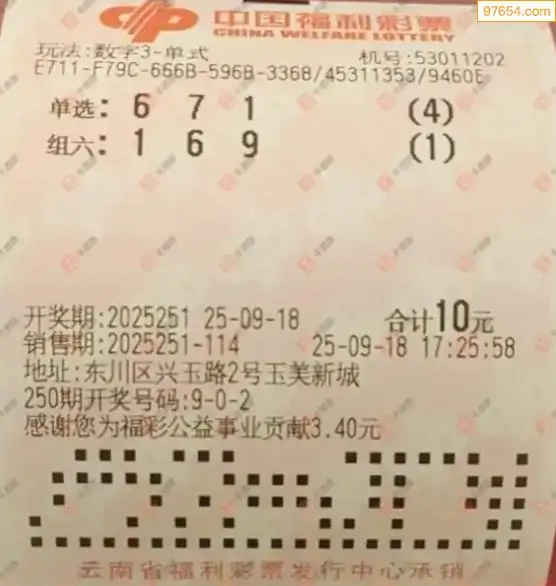 97654.com
中国福利彩票
CHINA WELFARE LOTTERY
玩法:数字3-单式 机号:53011202
E711-F79C-666B-596B-3368/45311353/9460E
单选: 6 7 1 (4)
组六: 1 6 9 (1)
开奖期:2025251 25-09-18 合计10元
销售期:2025251-114 25-09-18 17:25:58
地址:东川区兴玉路2号玉美新城
250期开奖号码:9-0-2
感谢您为福彩公益事业贡献3.40元
云南省福利彩票发行中心承销